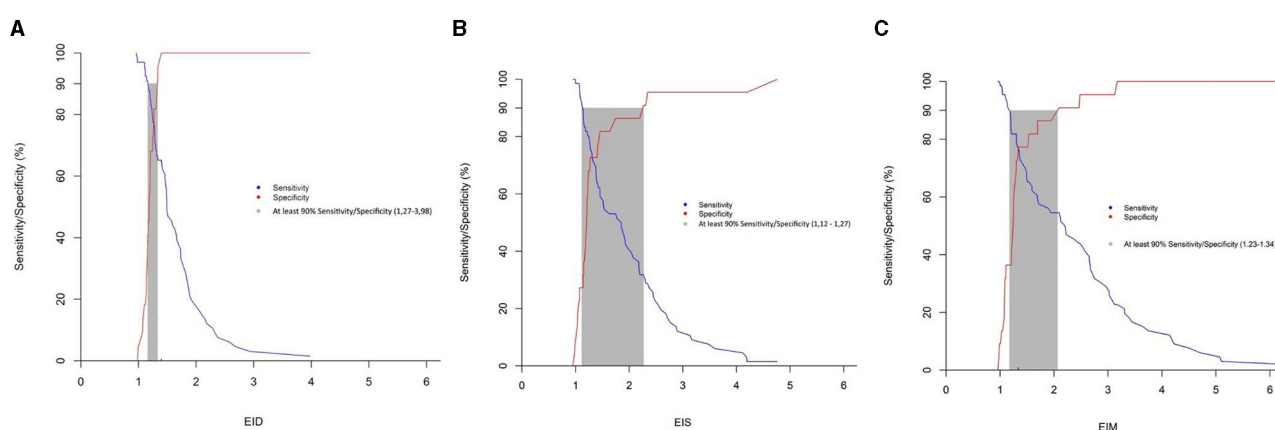 A
Sensitivity/Specificity (%)
100
90
80
60
40
20
0
0 1 2 3 4 5 6
EID
Sensitivity
Specificity
At least 90% Sensitivity/Specificity (1,27-3,98)
B
Sensitivity/Specificity (%)
100
90
80
60
40
20
0
0 1 2 3 4 5 6
EIS
Sensitivity
Specificity
At least 90% Sensitivity/Specificity (1,12 - 1,27)
C
Sensitivity/Specificity (%)
100
90
80
60
40
20
0
0 1 2 3 4 5 6
EIM
Sensitivity
Specificity
At least 90% Sensitivity/Specificity (1.23-1.34)